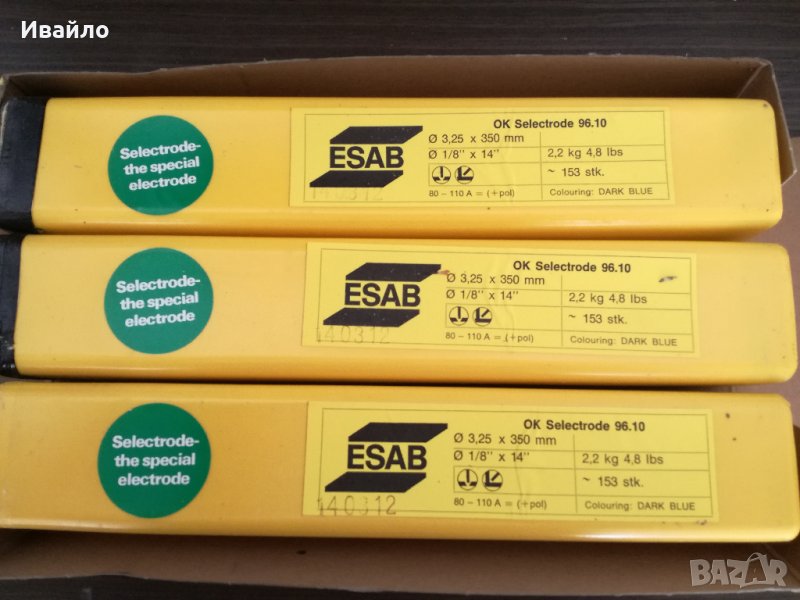 Ивайло
Selectrode-
the special
electrode
ESAB
OK Selectrode 96.10
Ø 3,25 x 350 mm
Ø 1/8" x 14"
2,2 kg 4,8 lbs
~ 153 stk.
80 – 110 A = (+pol)
Colouring: DARK BLUE
140312
Selectrode-
the special
electrode
ESAB
OK Selectrode 96.10
Ø 3,25 x 350 mm
Ø 1/8" x 14"
2,2 kg 4,8 lbs
~ 153 stk.
80 – 110 A = (+pol)
Colouring: DARK BLUE
140312
Selectrode-
the special
electrode
ESAB
OK Selectrode 96.10
Ø 3,25 x 350 mm
Ø 1/8" x 14"
2,2 kg 4,8 lbs
~ 153 stk.
80 – 110 A = (+pol)
Colouring: DARK BLUE
140312
BAZAR